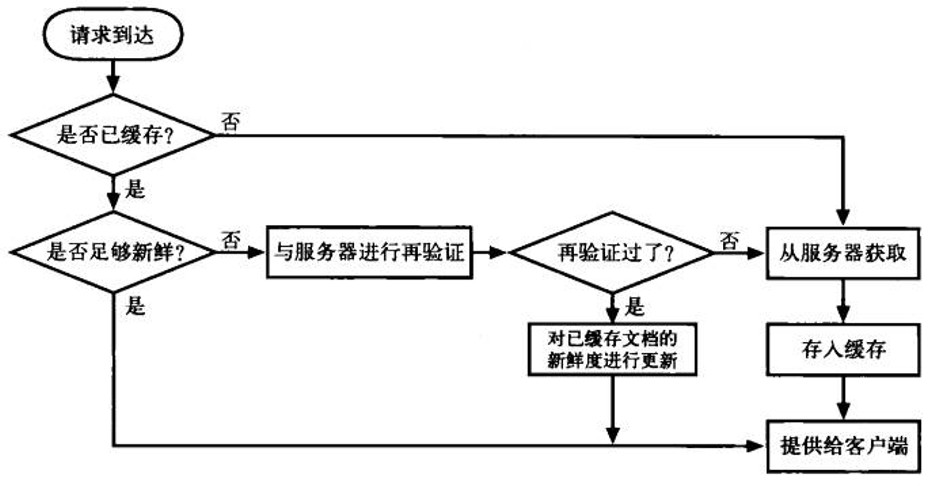 请求到达
是否已缓存?
否
是
是否足够新鲜?
否
与服务器进行再验证
再验证过了?
否
从服务器获取
是
是
对已缓存文档的
新鲜度进行更新
存入缓存
提供给客户端